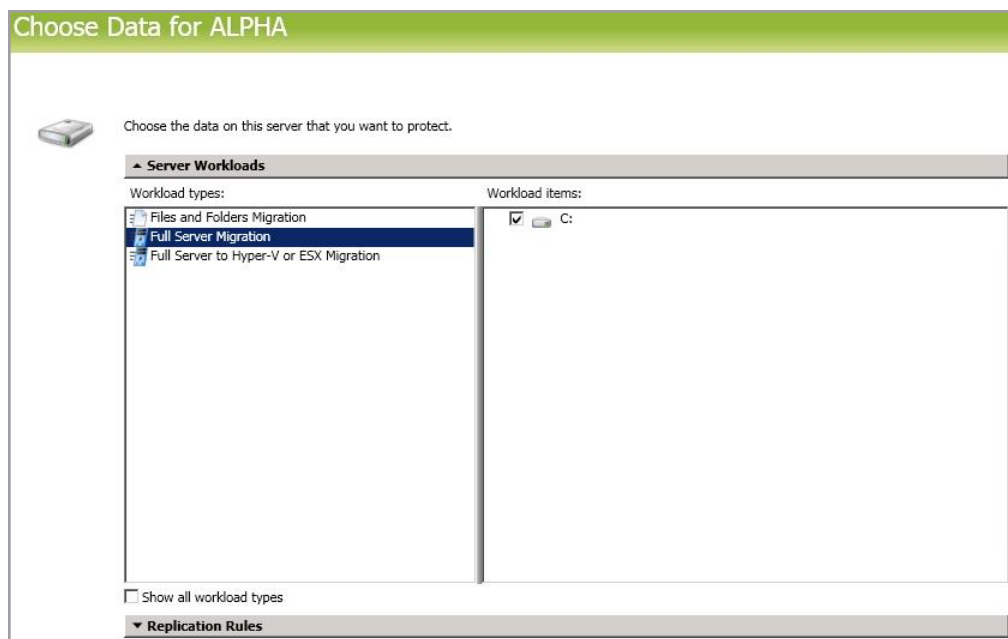 Choose Data for ALPHA
Choose the data on this server that you want to protect.
Server Workloads
Workload types:
Workload items:
Files and Folders Migration
Full Server Migration
Full Server to Hyper-V or ESX Migration
C:
Show all workload types
Replication Rules